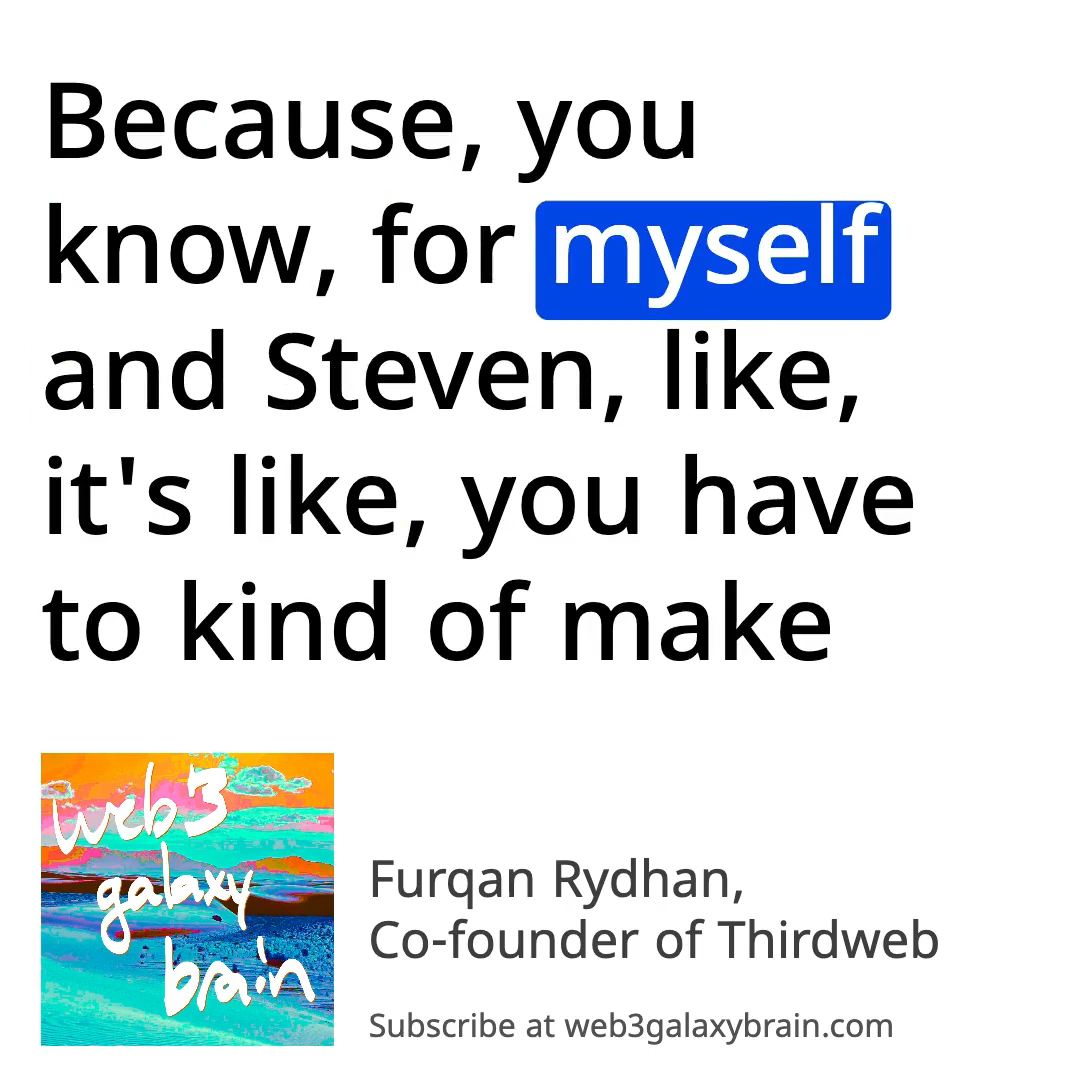 Because, you
know, for myself
and Steven, like,
it's like, you have
to kind of make
web3
galaxy
brain
Furqan Rydhan,
Co-founder of Thirdweb
Subscribe at web3galaxybrain.com